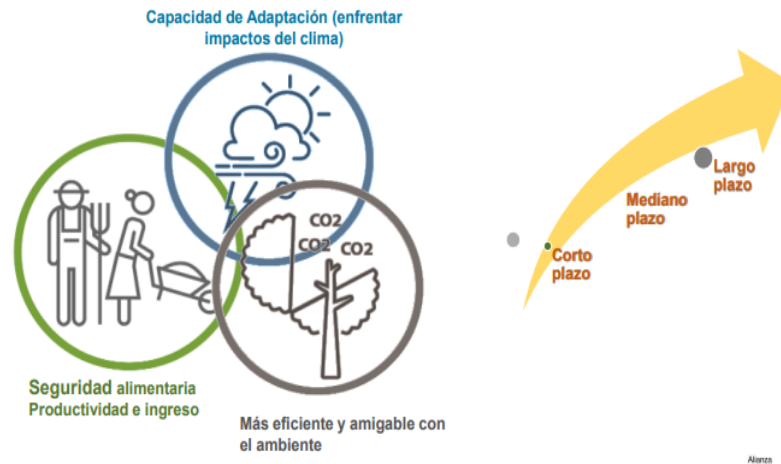 Capacidad de Adaptación (enfrentar
impactos del clima)
CO2
CO2
CO2
Seguridad alimentaria
Productividad e ingreso
Más eficiente y amigable con
el ambiente
Corto
plazo
Mediano
plazo
Largo
plazo
Alianza